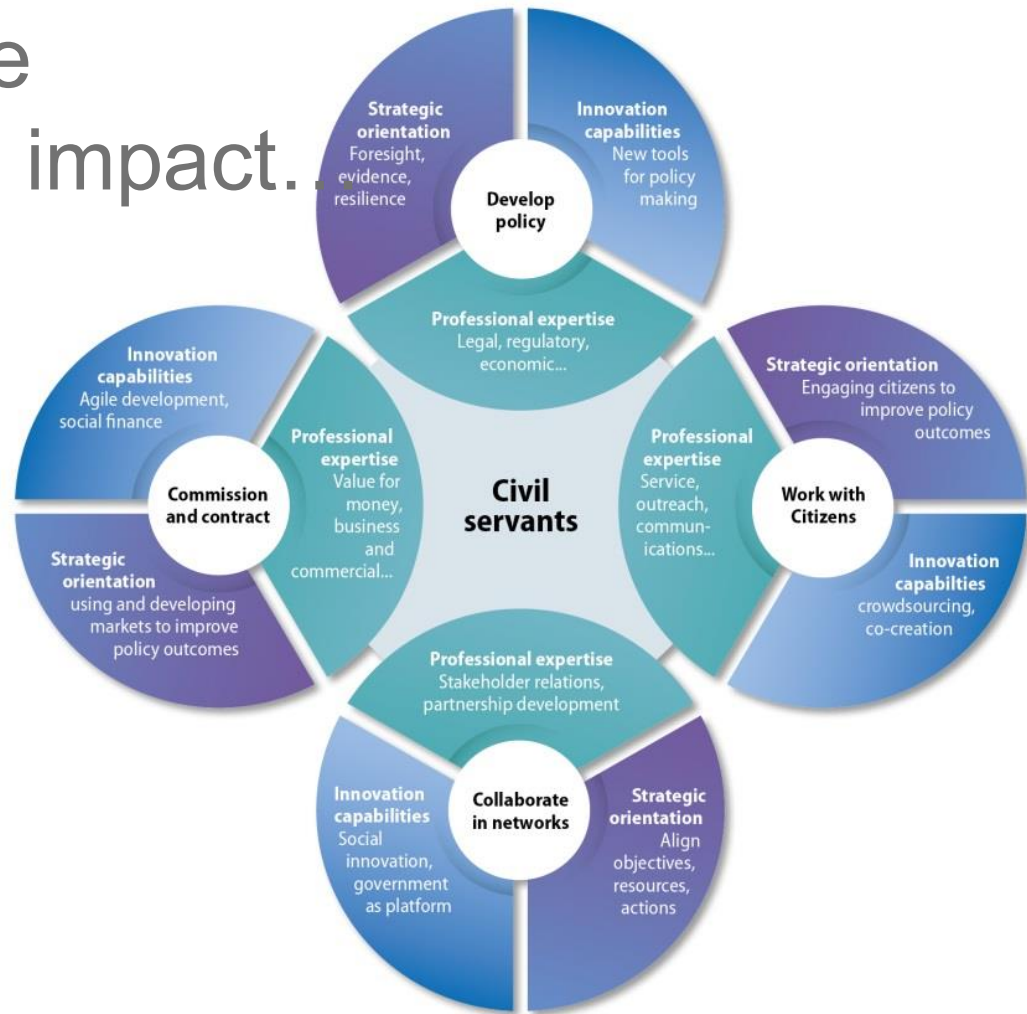 e
impact...
Strategic
orientation
Foresight,
evidence,
resilience
Innovation
capabilities
New tools
for policy
making
Develop
policy
Professional expertise
Legal, regulatory,
economic...
Innovation
capabilities
Agile development,
social finance
Commission
and contract
Strategic
orientation
using and developing
markets to improve
policy outcomes
Professional
expertise
Value for
money,
business
and
commercial...
Civil
servants
Professional
expertise
Service,
outreach,
commun-
ications...
Strategic orientation
Engaging citizens to
improve policy
outcomes
Work with
Citizens
Innovation
capabilties
crowdsourcing,
co-creation
Professional expertise
Stakeholder relations,
partnership development
Innovation
capabilities
Social
innovation,
government
as platform
Collaborate
in networks
Strategic
orientation
Align
objectives,
resources,
actions